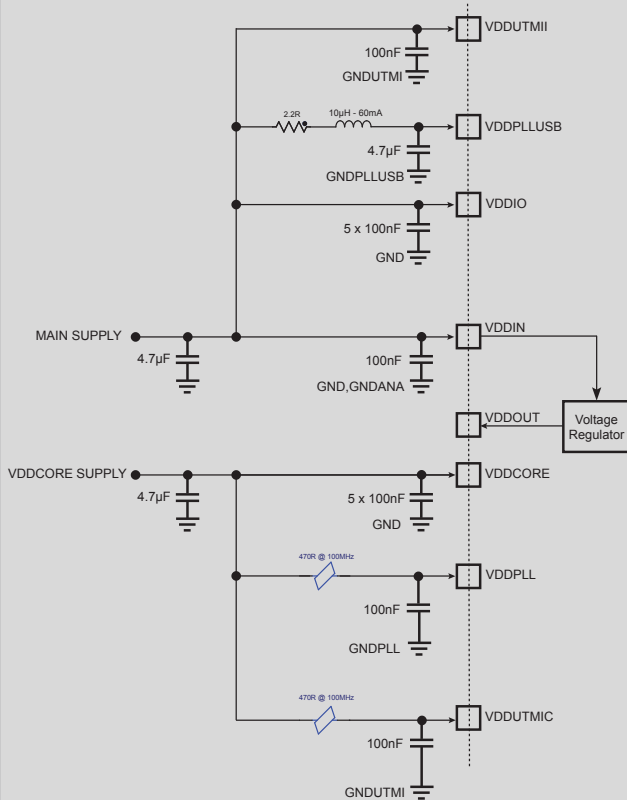 VDDUTMII
100nF
GNDUTMI
2.2R
10µH - 60mA
VDDPLLUSB
4.7µF
GNDPLLUSB
VDDIO
5 x 100nF
GND
MAIN SUPPLY
VDDIN
4.7µF
100nF
GND,GNDANA
VDDOUT
Voltage
Regulator
VDDCORE SUPPLY
VDDCORE
4.7µF
5 x 100nF
GND
470R @ 100MHz
VDDPLL
100nF
GNDPLL
470R @ 100MHz
VDDUTMIC
100nF
GNDUTMI